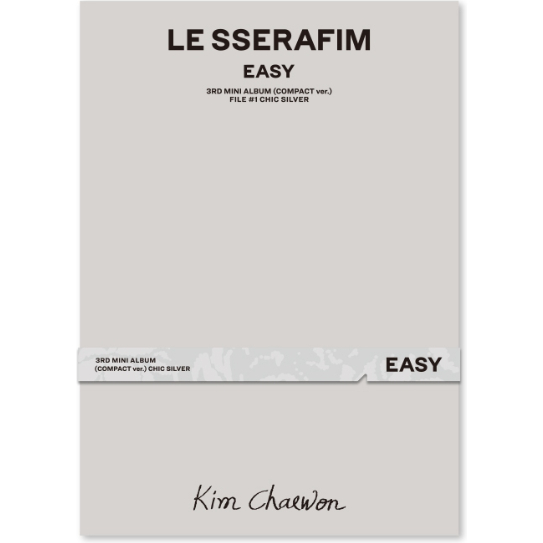 LE SSERAFIM
EASY
3RD MINI ALBUM (COMPACT ver.)
FILE #1 CHIC SILVER
3RD MINI ALBUM
(COMPACT ver.) CHIC SILVER
EASY
Kim Chaewon